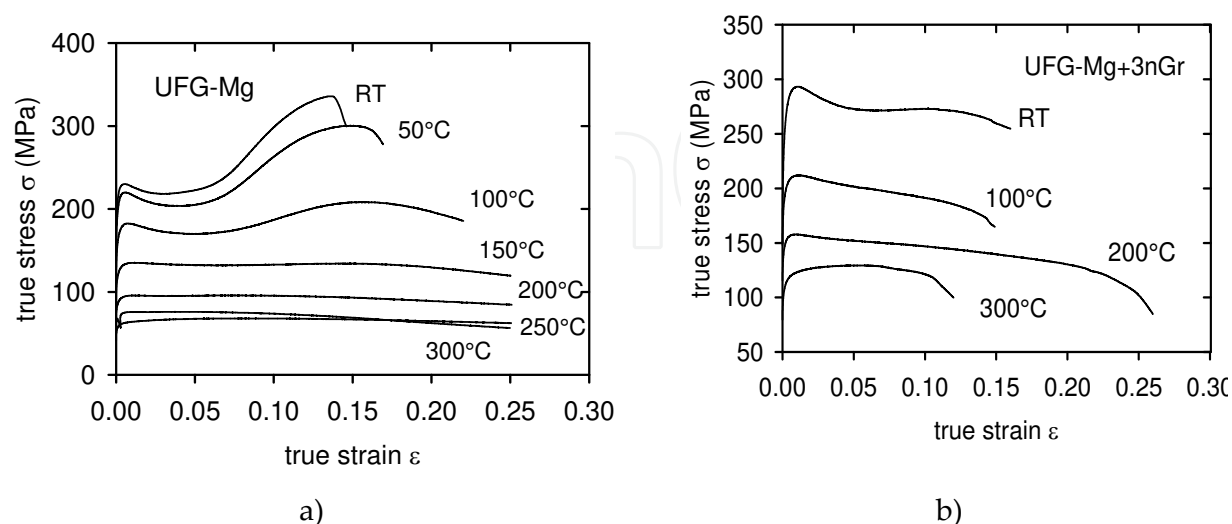 400
300
200
100
0
0.00 0.05 0.10 0.15 0.20 0.25 0.30
true stress σ (MPa)
true strain ε
UFG-Mg
RT
50°C
100°C
150°C
200°C
250°C
300°C
a)
350
300
250
200
150
100
50
0.00 0.05 0.10 0.15 0.20 0.25
true stress σ (MPa)
true strain ε
UFG-Mg+3nGr
RT
100°C
200°C
300°C
b)